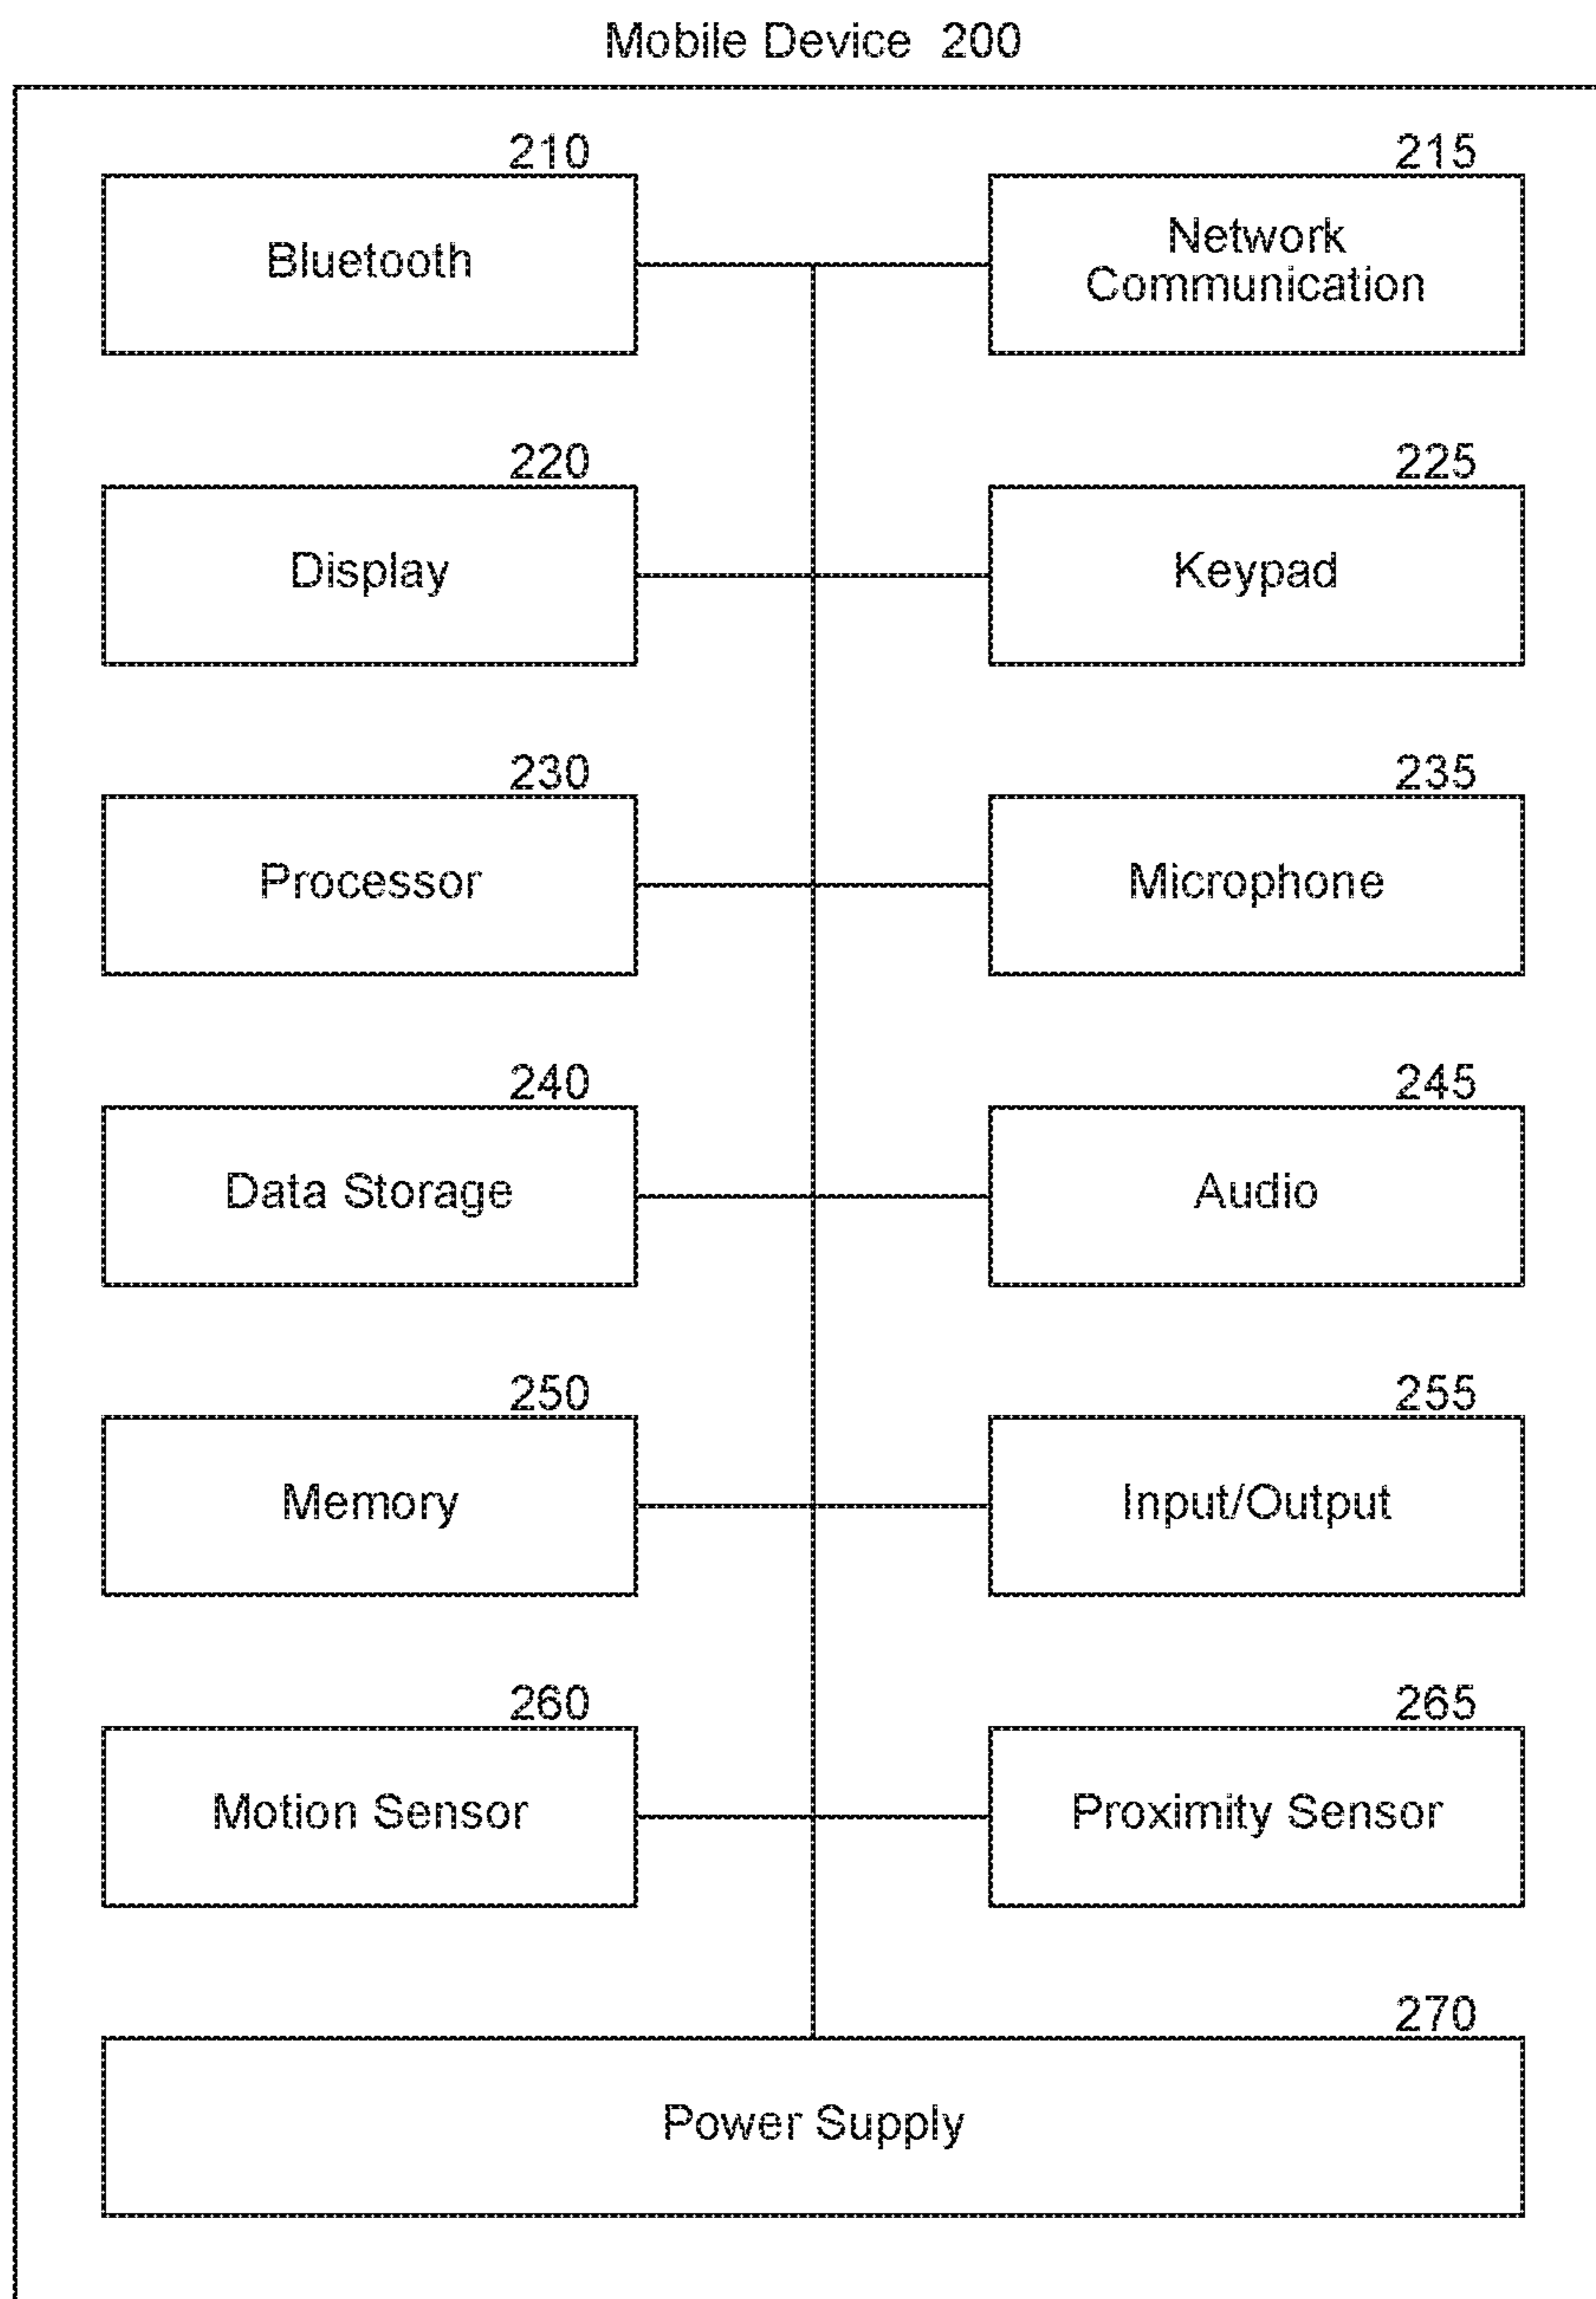 Mobile Device 200
210
Bluetooth
215
Network
Communication
220
Display
225
Keypad
230
Processor
235
Microphone
240
Data Storage
245
Audio
250
Memory
255
Input/Output
260
Motion Sensor
265
Proximity Sensor
270
Power Supply